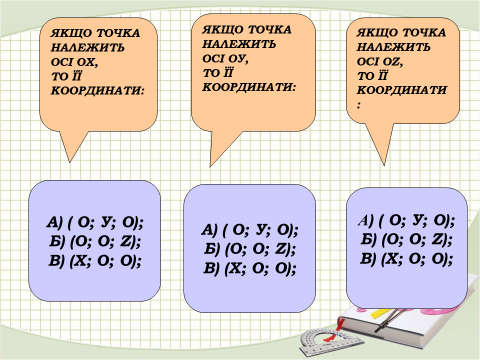 ЯКЩО ТОЧКА
НАЛЕЖИТЬ
ОСІ ОХ,
ТО ЇЇ
КООРДИНАТИ:
ЯКЩО ТОЧКА
НАЛЕЖИТЬ
ОСІ ОУ,
ТО ЇЇ
КООРДИНАТИ:
ЯКЩО ТОЧКА
НАЛЕЖИТЬ
ОСІ OZ,
ТО ЇЇ
КООРДИНАТИ
:
А) ( О; У; О);
Б) (О; О; Z);
В) (Х; О; О);
А) ( О; У; О);
Б) (О; О; Z);
В) (Х; О; О);
А) ( О; У; О);
Б) (О; О; Z);
В) (Х; О; О);